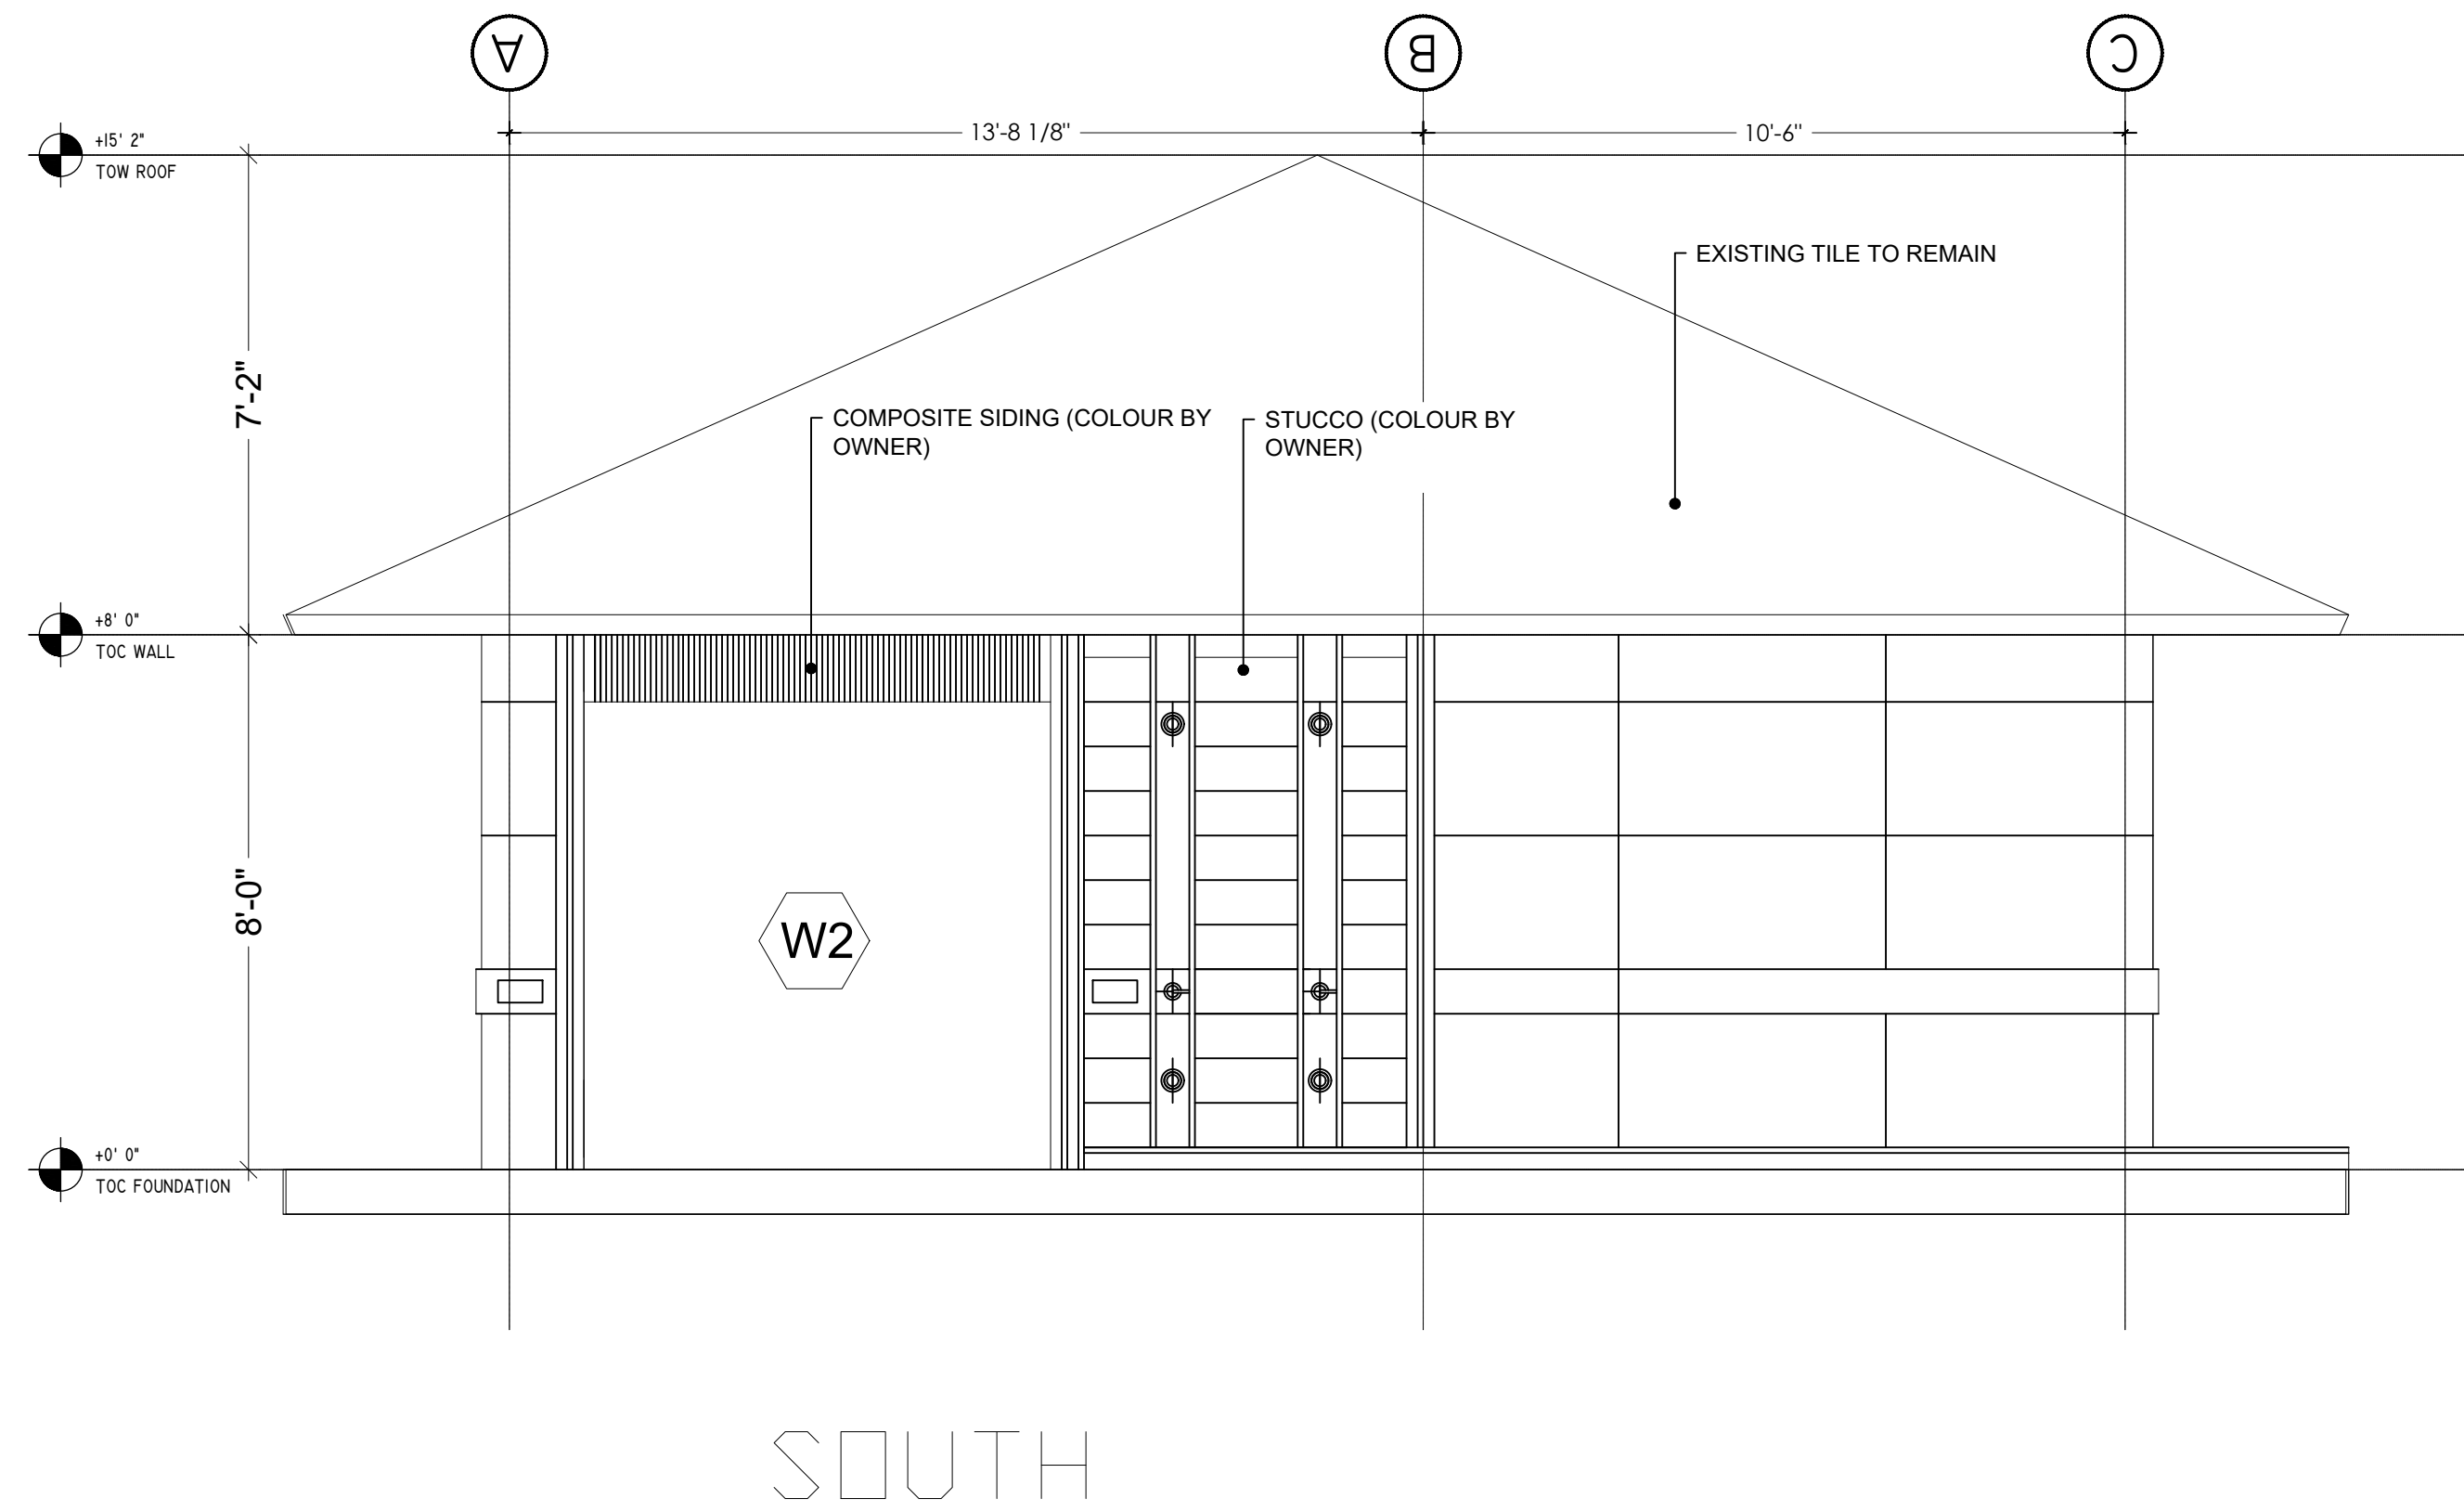 A B C
13'-8 1/8" 10'-6"
+15' 2"
TOW ROOF
EXISTING TILE TO REMAIN
7'-2"
COMPOSITE SIDING (COLOUR BY
OWNER)
STUCCO (COLOUR BY
OWNER)
+8' 0"
TOC WALL
8'-0"
W2
+0' 0"
TOC FOUNDATION
SOUTH